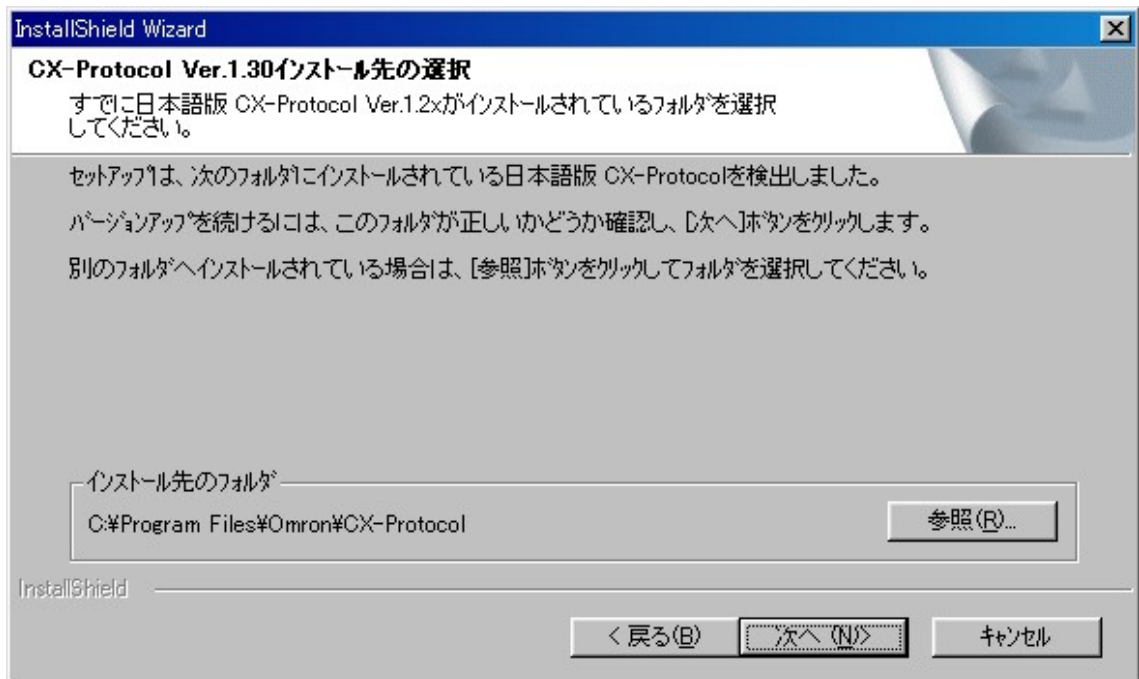 InstallShield Wizard
CX-Protocol Ver.1.30インストール先の選択
すでに日本語版 CX-Protocol Ver.1.2xがインストールされているフォルダを選択
してください。
セットアップは、次のフォルダにインストールされている日本語版 CX-Protocolを検出しました。
バージョンアップを続けるには、このフォルダが正しいかどうか確認し、[次へ]ボタンをクリックします。
別のフォルダへインストールされている場合は、[参照]ボタンをクリックしてフォルダを選択してください。
インストール先のフォルダ
C:¥Program Files¥Omron¥CX-Protocol
参照(R)...
InstallShield
< 戻る(B)
次へ (N)>
キャンセル